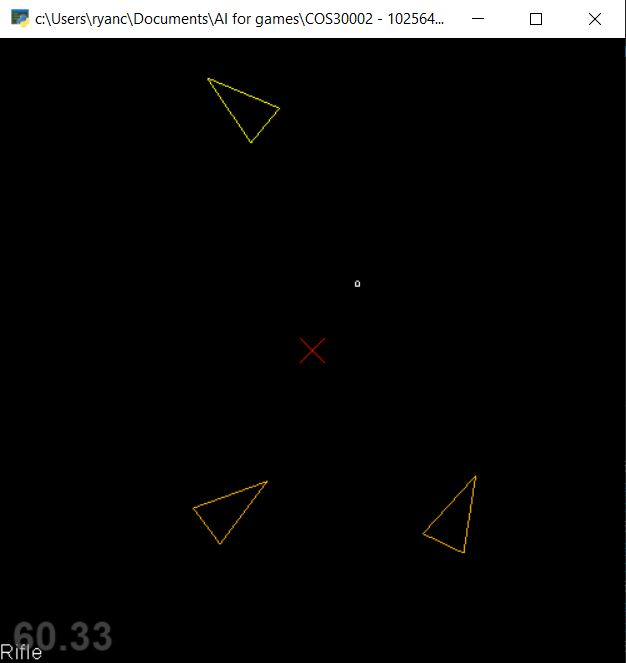 c:\Users\ryanc\Documents\AI for games\COS30002 - 102564...
60.33
Rifle